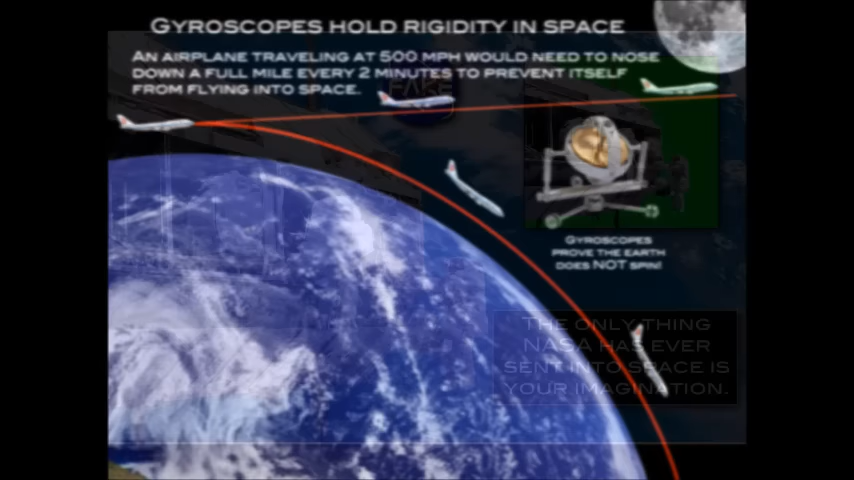 GYROSCOPES HOLD RIGIDITY IN SPACE
AN AIRPLANE TRAVELING AT 500 MPH WOULD NEED TO NOSE
DOWN A FULL MILE EVERY 2 MINUTES TO PREVENT ITSELF
FROM FLYING INTO SPACE.
FAKE
GYROSCOPES
PROVE THE EARTH
DOES NOT SPIN!
THE ONLY THING
NASA HAS EVER
SENT INTO SPACE IS
YOUR IMAGINATION.